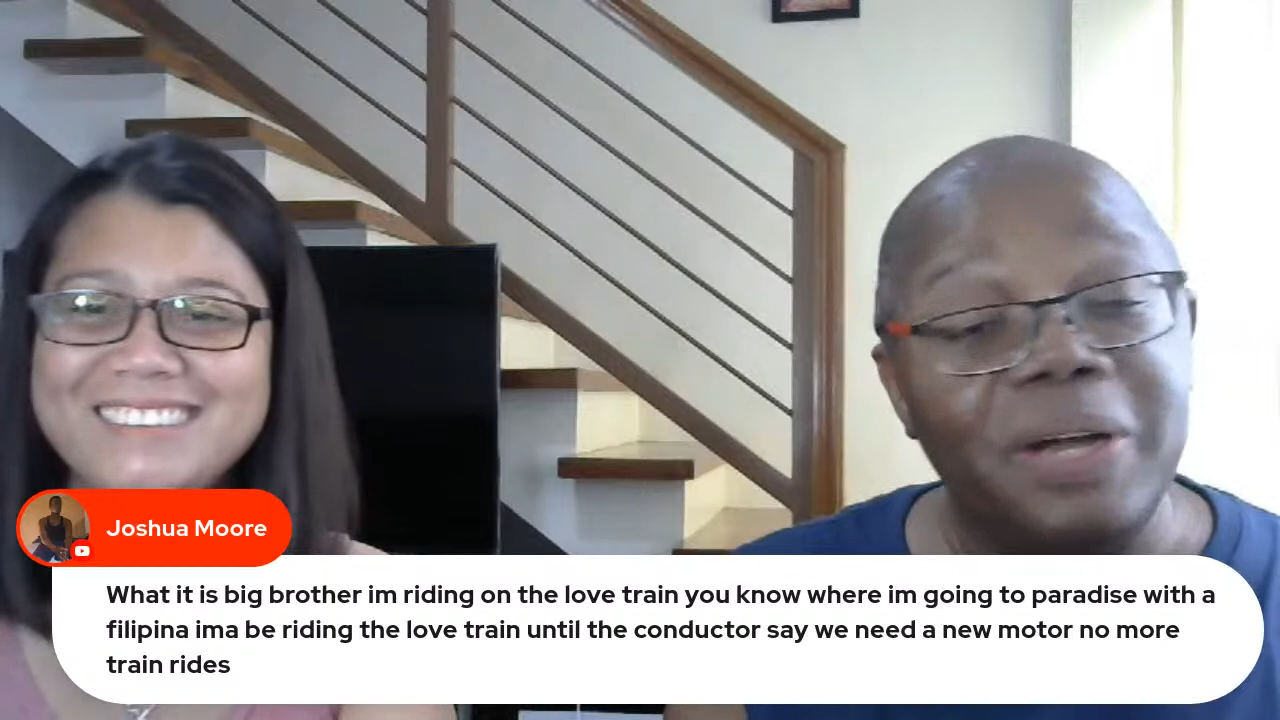 Joshua Moore
What it is big brother im riding on the love train you know where im going to paradise with a
filipina ima be riding the love train until the conductor say we need a new motor no more
train rides